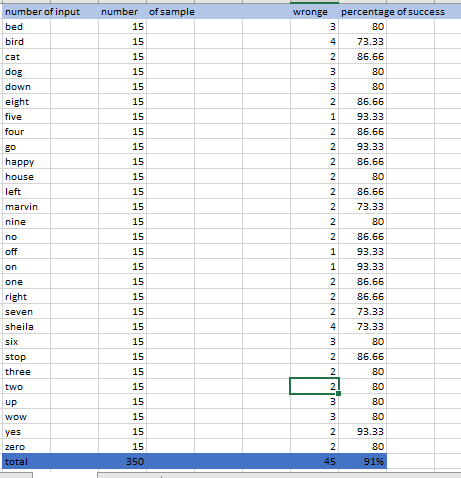 number of input number of sample wronge percentage of success
bed 15 3 80
bird 15 4 73.33
cat 15 2 86.66
dog 15 3 80
down 15 3 80
eight 15 2 86.66
five 15 1 93.33
four 15 2 86.66
go 15 2 93.33
happy 15 2 86.66
house 15 2 80
left 15 2 86.66
marvin 15 2 73.33
nine 15 2 80
no 15 2 86.66
off 15 1 93.33
on 15 1 93.33
one 15 2 86.66
right 15 2 86.66
seven 15 2 73.33
sheila 15 4 73.33
six 15 3 80
stop 15 2 86.66
three 15 2 80
two 15 2 80
up 15 3 80
wow 15 3 80
yes 15 2 93.33
zero 15 2 80
total 350 45 91%